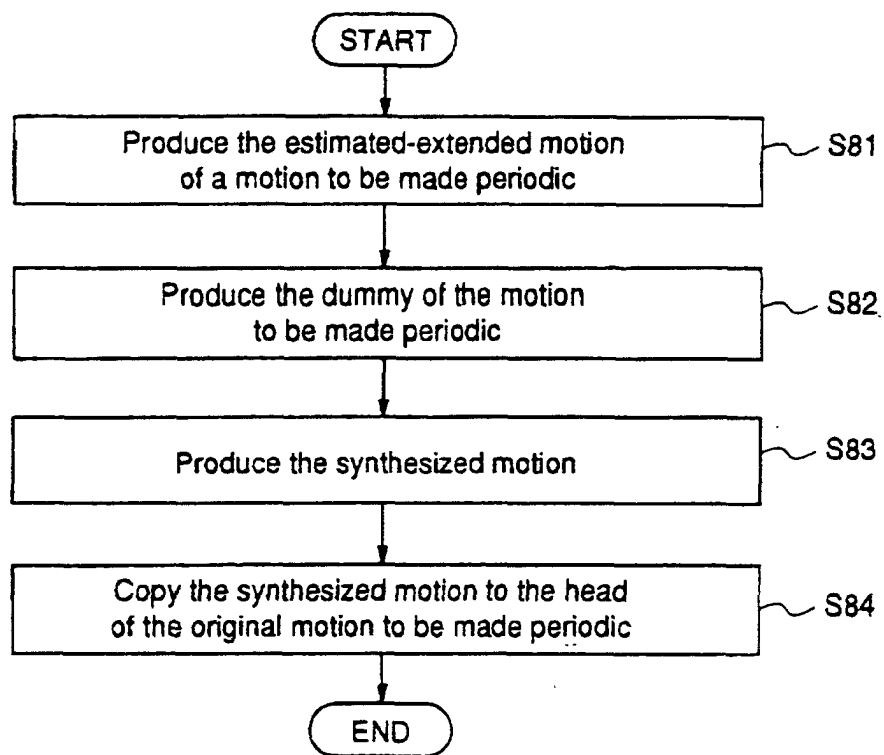 START
Produce the estimated-extended motion
of a motion to be made periodic
S81
Produce the dummy of the motion
to be made periodic
S82
Produce the synthesized motion
S83
Copy the synthesized motion to the head
of the original motion to be made periodic
S84
END